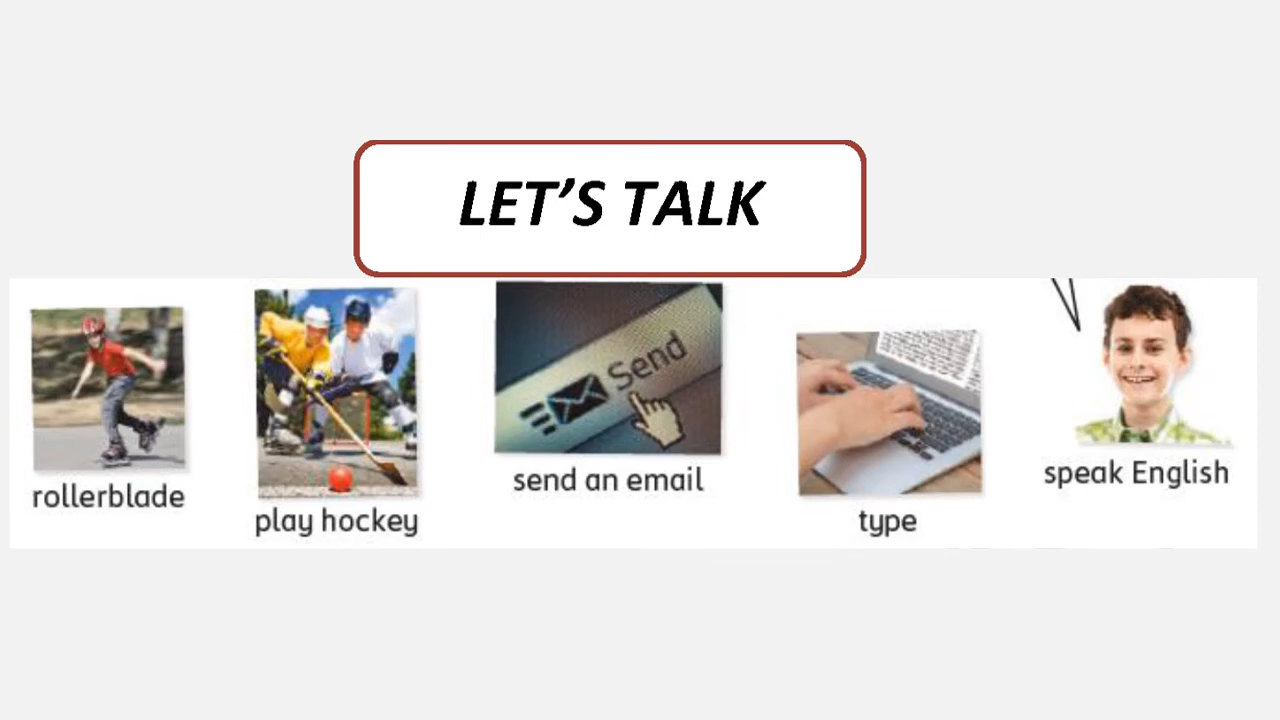 LET’S TALK
Send
rollerblade
play hockey
send an email
type
speak English